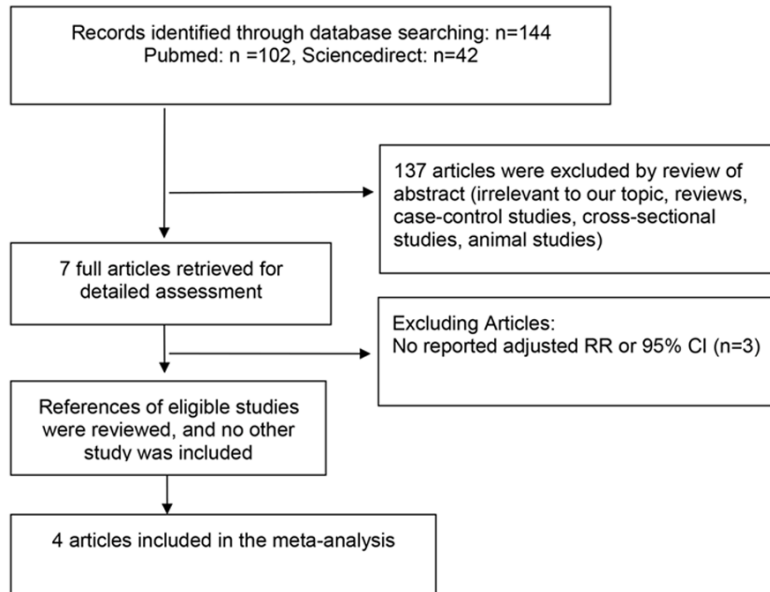 Records identified through database searching: n=144
Pubmed: n =102, Sciencedirect: n=42
137 articles were excluded by review of
abstract (irrelevant to our topic, reviews,
case-control studies, cross-sectional
studies, animal studies)
7 full articles retrieved for
detailed assessment
Excluding Articles:
No reported adjusted RR or 95% CI (n=3)
References of eligible studies
were reviewed, and no other
study was included
4 articles included in the meta-analysis